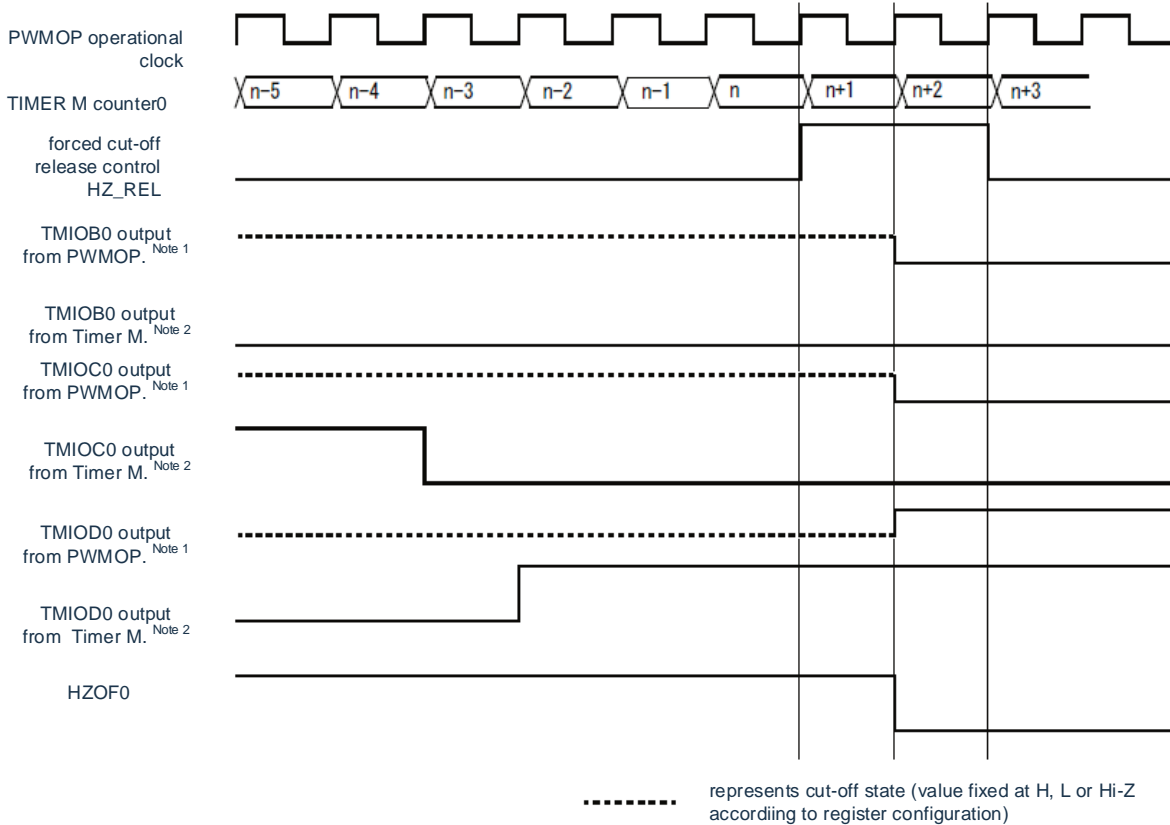 PWMOP operational
clock
TIMER M counter0
n−5 n−4 n−3 n−2 n−1 n n+1 n+2 n+3
forced cut-off
release control
HZ_REL
TMIOB0 output
from PWMOP. Note 1
TMIOB0 output
from Timer M. Note 2
TMIOC0 output
from PWMOP. Note 1
TMIOC0 output
from Timer M. Note 2
TMIOD0 output
from PWMOP. Note 1
TMIOD0 output
from Timer M. Note 2
HZOF0
represents cut-off state (value fixed at H, L or Hi-Z
accordiing to register configuration)